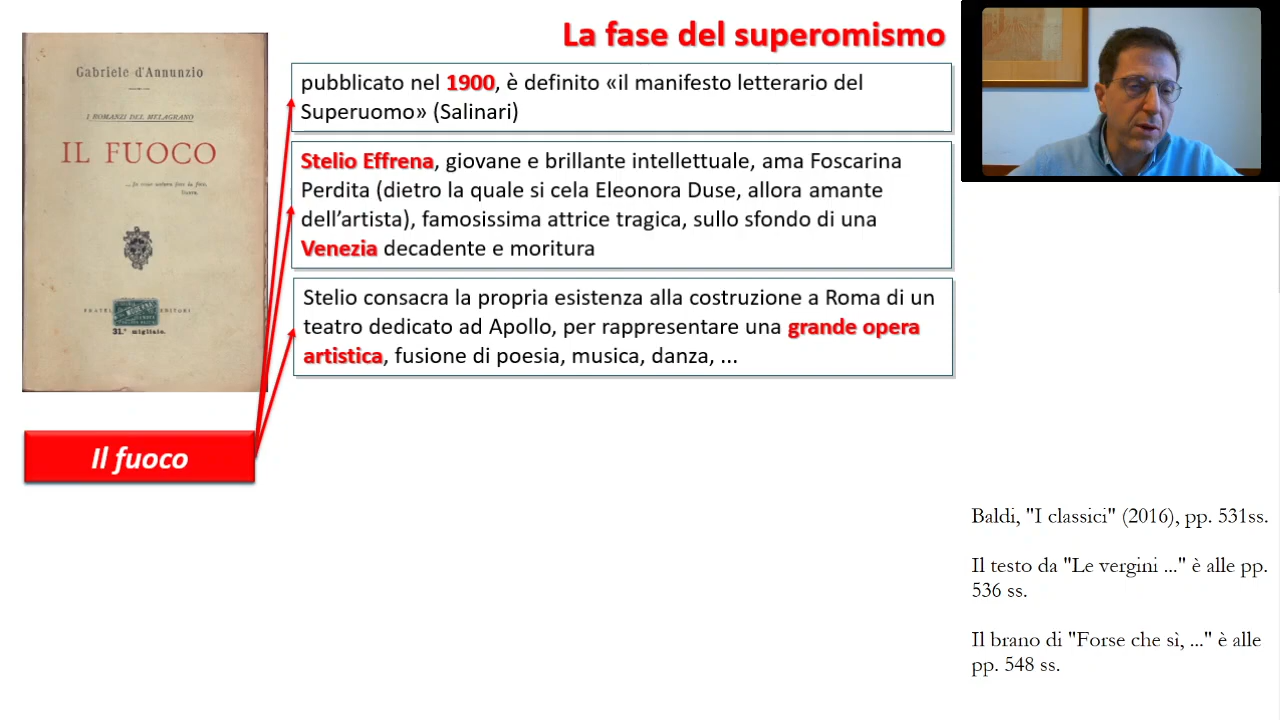 La fase del superomismo
Gabriele d'Annunzio
I ROMANZI DEL MELAGRANO
IL FUOCO
31.° migliaio.
pubblicato nel 1900, è definito «il manifesto letterario del
Superuomo» (Salinari)
Stelio Effrena, giovane e brillante intellettuale, ama Foscarina
Perdita (dietro la quale si cela Eleonora Duse, allora amante
dell’artista), famosissima attrice tragica, sullo sfondo di una
Venezia decadente e moritura
Stelio consacra la propria esistenza alla costruzione a Roma di un
teatro dedicato ad Apollo, per rappresentare una grande opera
artistica, fusione di poesia, musica, danza, ...
Il fuoco
Baldi, "I classici" (2016), pp. 531ss.
Il testo da "Le vergini ..." è alle pp.
536 ss.
Il brano di "Forse che sì, ..." è alle
pp. 548 ss.